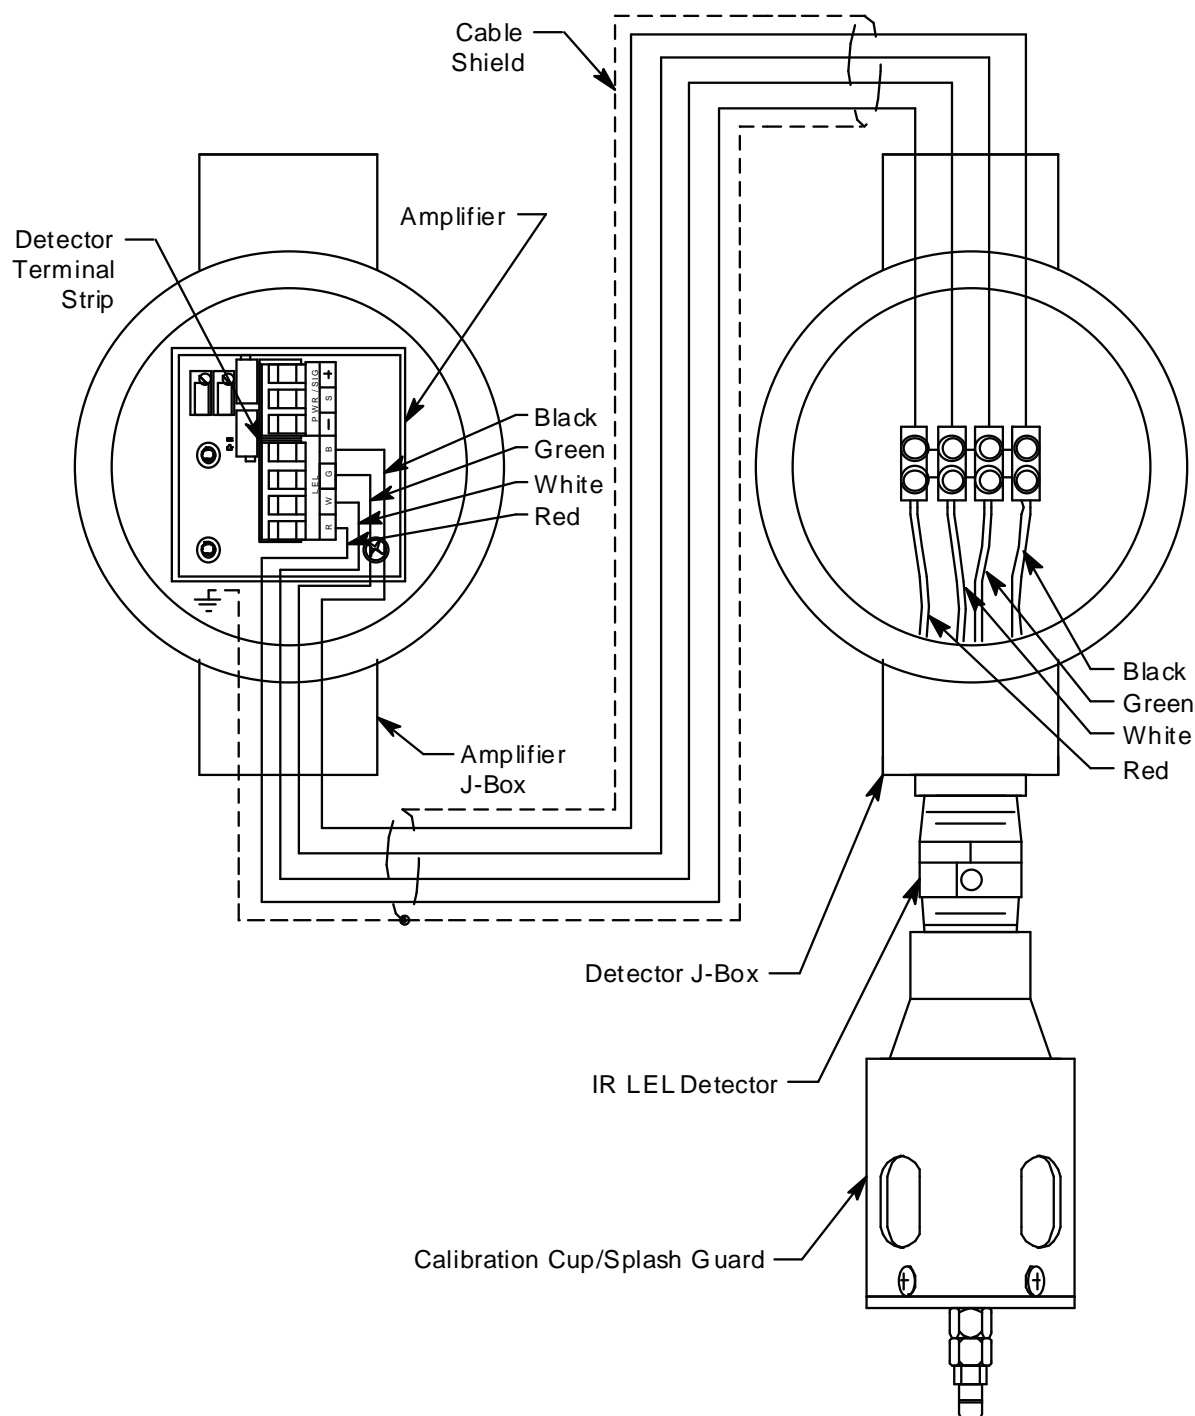 Cable
Shield
Amplifier
Detector
Terminal
Strip
PWR/SIG
+
S
−
LEL
B
G
W
R
Black
Green
White
Red
Black
Green
White
Red
Amplifier
J-Box
Detector J-Box
IR LEL Detector
Calibration Cup/Splash Guard